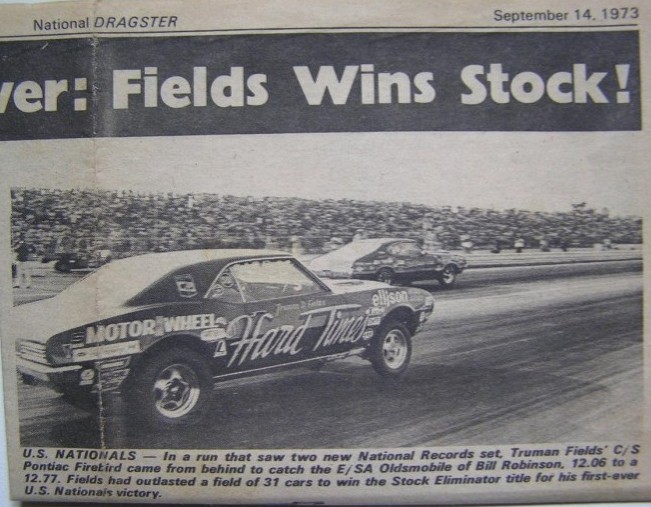 National DRAGSTER
September 14, 1973
ver: Fields Wins Stock!
ellison
MOTOR WHEEL
Hard Times
U.S. NATIONALS — In a run that saw two new National Records set, Truman Fields' C/S
Pontiac Firebird came from behind to catch the E/SA Oldsmobile of Bill Robinson, 12.06 to a
12.77. Fields had outlasted a field of 31 cars to win the Stock Eliminator title for his first-ever
U.S. Nationals victory.